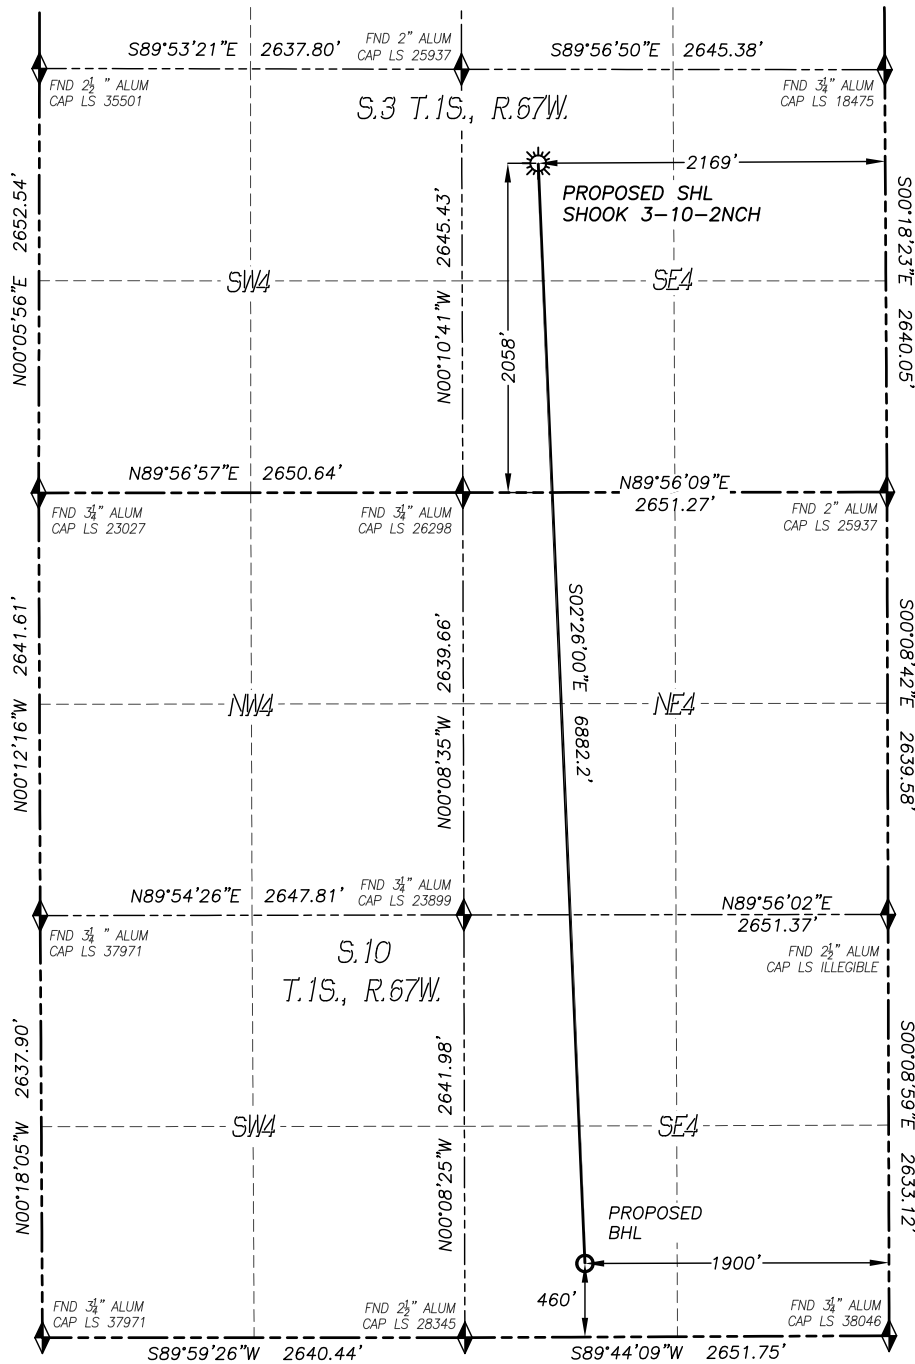 S89°53'21"E 2637.80'
FND 2" ALUM
CAP LS 25937
S89°56'50"E 2645.38'
FND 2½" ALUM
CAP LS 35501
FND 3¼" ALUM
CAP LS 18475
S.3 T.1S., R.67W.
2169'
PROPOSED SHL
SHOOK 3-10-2NCH
N00°05'56"E 2652.54'
N00°10'41"W 2645.43'
2058'
S00°18'23"E 2640.05'
SW4
SE4
N89°56'57"E 2650.64'
N89°56'09"E
2651.27'
FND 3¼" ALUM
CAP LS 23027
FND 3¼" ALUM
CAP LS 26298
FND 2" ALUM
CAP LS 25937
N00°12'16"W 2641.61'
N00°08'35"W 2639.66'
S02°26'00"E 6882.2'
S00°08'42"E 2639.58'
NW4
NE4
N89°54'26"E 2647.81'
FND 3¼" ALUM
CAP LS 23899
N89°56'02"E
2651.37'
FND 3¼" ALUM
CAP LS 37971
FND 2½" ALUM
CAP LS ILLEGIBLE
S.10
T.1S., R.67W.
N00°18'05"W 2637.90'
N00°08'25"W 2641.98'
S00°08'59"E 2633.12'
SW4
SE4
PROPOSED
BHL
1900'
460'
FND 3¼" ALUM
CAP LS 37971
FND 2½" ALUM
CAP LS 28345
FND 3¼" ALUM
CAP LS 38046
S89°59'26"W 2640.44'
S89°44'09"W 2651.75'